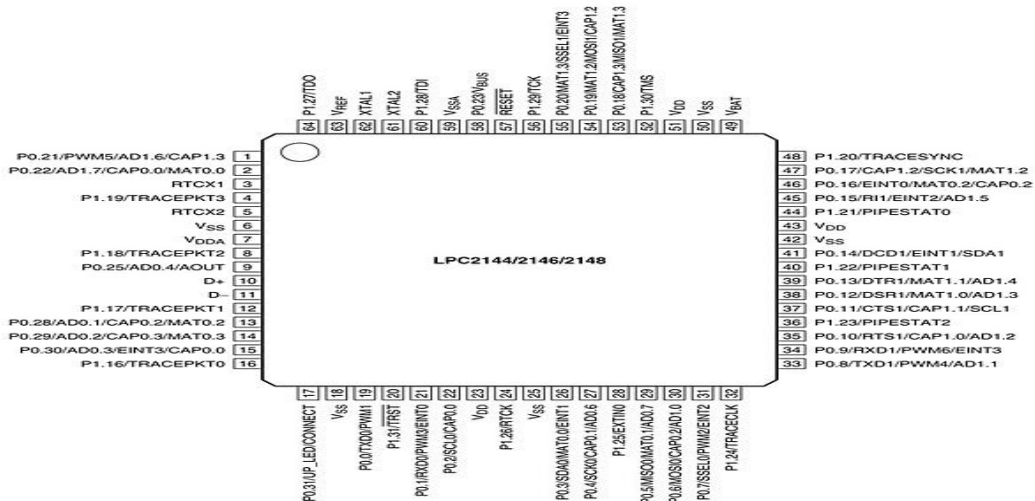 64 P1.27/TDO
63 VREF
62 XTAL1
61 XTAL2
60 P1.28/TDI
59 VSSA
58 P0.23/VBUS
57 RESET
56 P1.29/TCK
55 P0.20/MAT1.3/SSEL1/EINT3
54 P0.19/MAT1.2/MOSI1/CAP1.2
53 P0.18/CAP1.3/MISO1/MAT1.3
52 P1.30/TMS
51 VDD
50 VSS
49 VBAT
P0.21/PWM5/AD1.6/CAP1.3 1
P0.22/AD1.7/CAP0.0/MAT0.0 2
RTCX1 3
P1.19/TRACEPKT3 4
RTCX2 5
VSS 6
VDDA 7
P1.18/TRACEPKT2 8
P0.25/AD0.4/AOUT 9
D+ 10
D− 11
P1.17/TRACEPKT1 12
P0.28/AD0.1/CAP0.2/MAT0.2 13
P0.29/AD0.2/CAP0.3/MAT0.3 14
P0.30/AD0.3/EINT3/CAP0.0 15
P1.16/TRACEPKT0 16
LPC2144/2146/2148
48 P1.20/TRACESYNC
47 P0.17/CAP1.2/SCK1/MAT1.2
46 P0.16/EINT0/MAT0.2/CAP0.2
45 P0.15/RI1/EINT2/AD1.5
44 P1.21/PIPESTAT0
43 VDD
42 VSS
41 P0.14/DCD1/EINT1/SDA1
40 P1.22/PIPESTAT1
39 P0.13/DTR1/MAT1.1/AD1.4
38 P0.12/DSR1/MAT1.0/AD1.3
37 P0.11/CTS1/CAP1.1/SCL1
36 P1.23/PIPESTAT2
35 P0.10/RTS1/CAP1.0/AD1.2
34 P0.9/RXD1/PWM6/EINT3
33 P0.8/TXD1/PWM4/AD1.1
P0.31/UP_LED/CONNECT 17
VSS 18
P0.0/TXD0/PWM1 19
P1.31/TRST 20
P0.1/RXD0/PWM3/EINT0 21
P0.2/SCL0/CAP0.0 22
VDD 23
P1.26/RTCK 24
VSS 25
P0.3/SDA0/MAT0.0/EINT1 26
P0.4/SCK0/CAP0.1/AD0.6 27
P1.25/EXTIN0 28
P0.5/MISO0/MAT0.1/AD0.7 29
P0.6/MOSI0/CAP0.2/AD1.0 30
P0.7/SSEL0/PWM2/EINT2 31
P1.24/TRACECLK 32